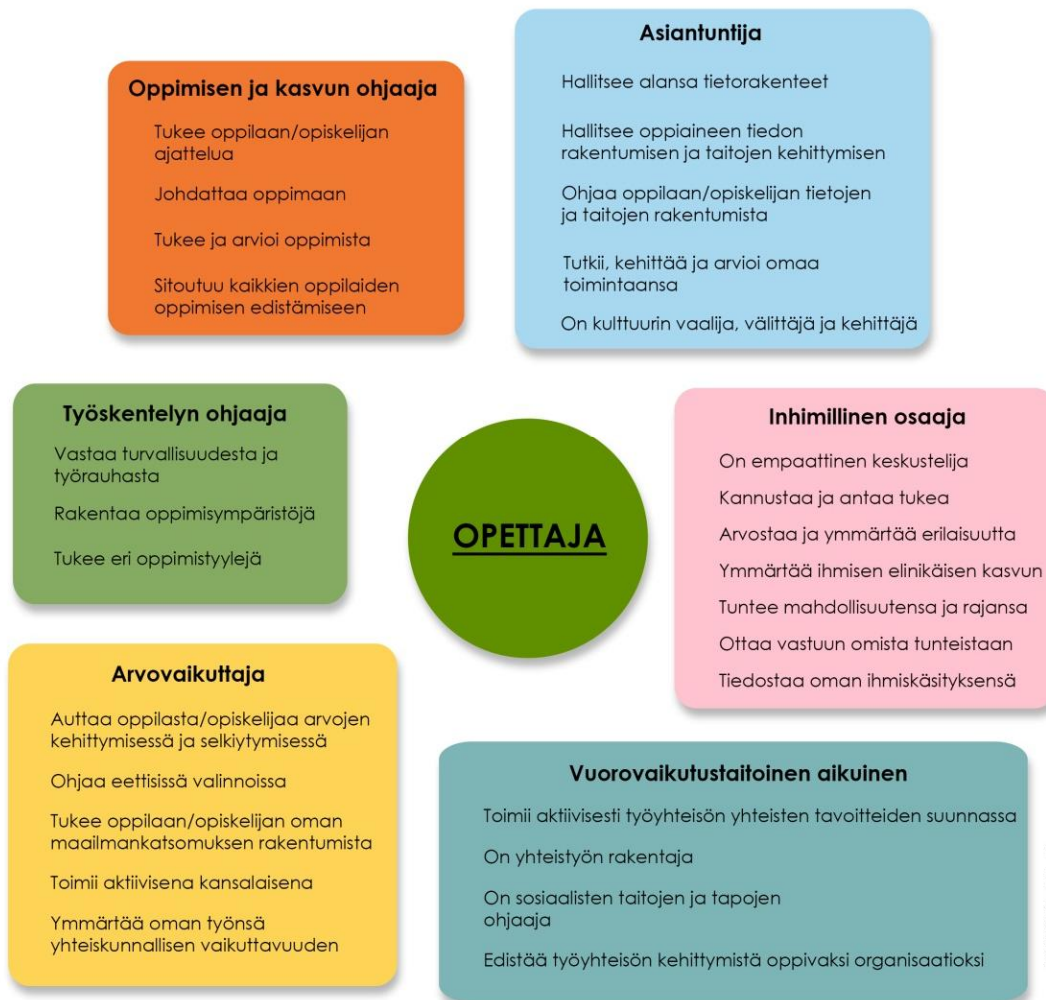 Oppimisen ja kasvun ohjaaja
Tukee oppilaan/opiskelijan
ajattelua
Johdattaa oppimaan
Tukee ja arvioi oppimista
Sitoutuu kaikkien oppilaiden
oppimisen edistämiseen
Asiantuntija
Hallitsee alansa tietorakenteet
Hallitsee oppiaineen tiedon
rakentumisen ja taitojen kehittymisen
Ohjaa oppilaan/opiskelijan tietojen
ja taitojen rakentumista
Tutkii, kehittää ja arvioi omaa
toimintaansa
On kulttuurin vaalija, välittäjä ja kehittäjä
Työskentelyn ohjaaja
Vastaa turvallisuudesta ja
työrauhasta
Rakentaa oppimisympäristöjä
Tukee eri oppimistyylejä
OPETTAJA
Inhimillinen osaaja
On empaattinen keskustelija
Kannustaa ja antaa tukea
Arvostaa ja ymmärtää erilaisuutta
Ymmärtää ihmisen elinikäisen kasvun
Tuntee mahdollisuutensa ja rajansa
Ottaa vastuun omista tunteistaan
Tiedostaa oman ihmiskäsityksensä
Arvovaikuttaja
Auttaa oppilasta/opiskelijaa arvojen
kehittymisessä ja selkiytymisessä
Ohjaa eettisissä valinnoissa
Tukee oppilaan/opiskelijan oman
maailmankatsomuksen rakentumista
Toimii aktiivisena kansalaisena
Ymmärtää oman työnsä
yhteiskunnallisen vaikuttavuuden
Vuorovaikutustaitoinen aikuinen
Toimii aktiivisesti työyhteisön yhteisten tavoitteiden suunnassa
On yhteistyön rakentaja
On sosiaalisten taitojen ja tapojen
ohjaaja
Edistää työyhteisön kehittymistä oppivaksi organisaatioksi